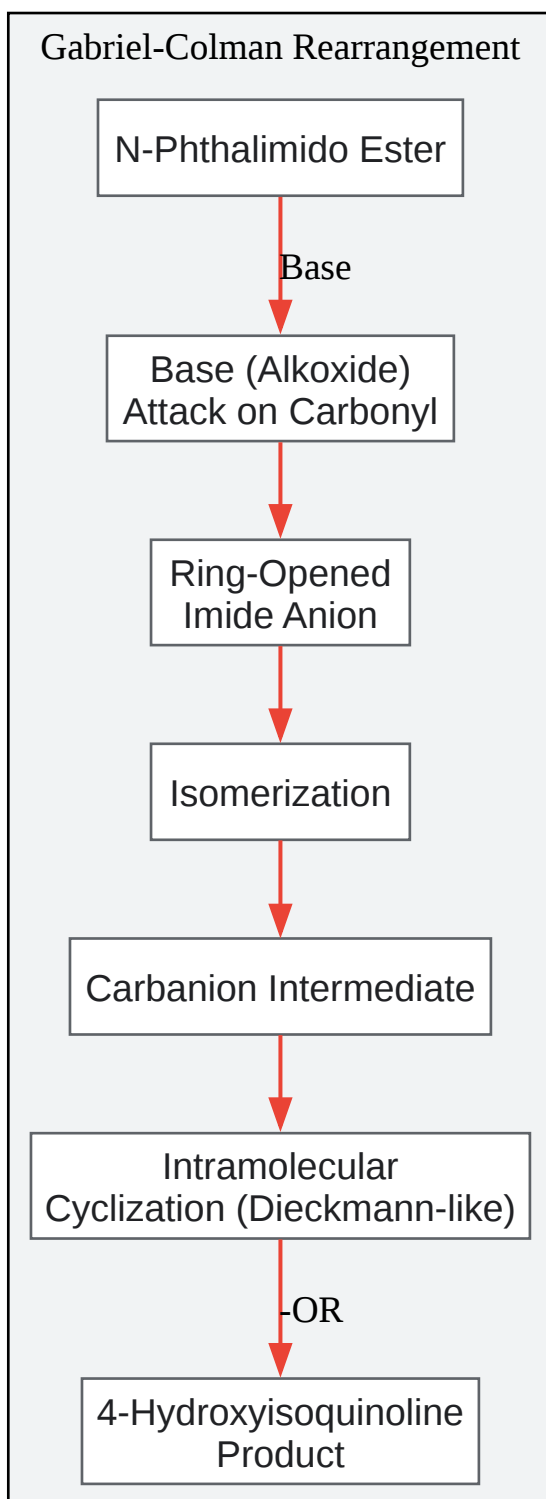 Gabriel-Colman Rearrangement
N-Phthalimido Ester
Base
Base (Alkoxide)
Attack on Carbonyl
Ring-Opened
Imide Anion
Isomerization
Carbanion Intermediate
Intramolecular
Cyclization (Dieckmann-like)
-OR
4-Hydroxyisoquinoline
Product